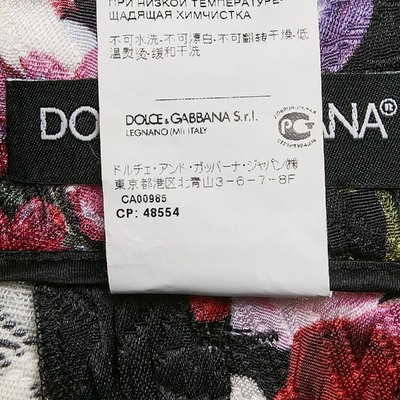 ПРИ НИЗКОЙ ТЕМПЕРАТУРЕ-
ЩАДЯЩАЯ ХИМЧИСТКА
不可水洗-不可漂白-不可翻转干燥-低
温熨烫-缓和干洗
DOLCE & GABBANA S.r.l.
LEGNANO (MI) ITALY
DO
ANA®
ドルチェ・アンド・ガッバーナ・ジャパン㈱
東京都港区北青山3-6-7-8F
CA00985
CP: 48554